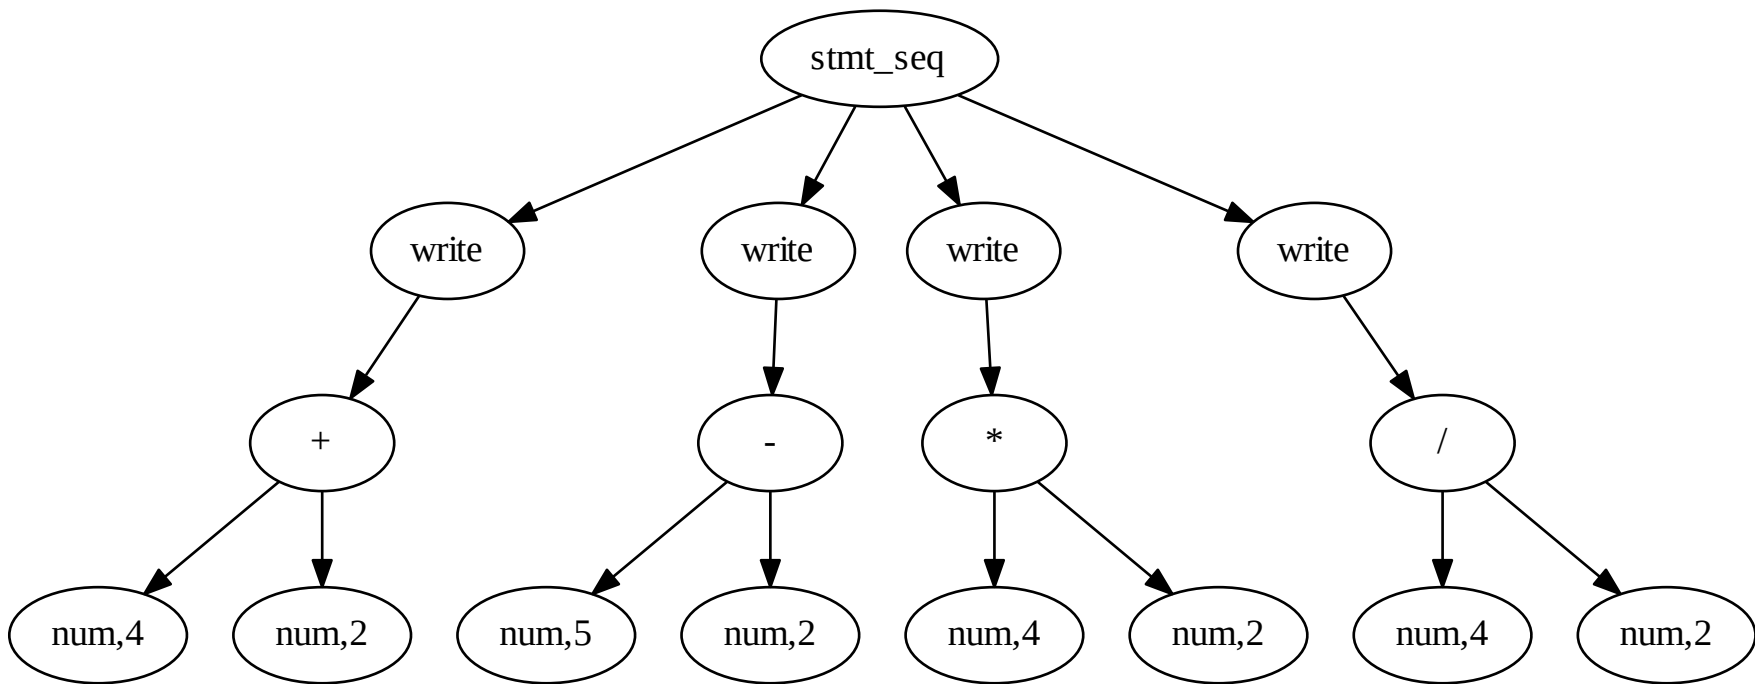 stmt_seq
write write write write
+ - * /
num,4 num,2 num,5 num,2 num,4 num,2 num,4 num,2